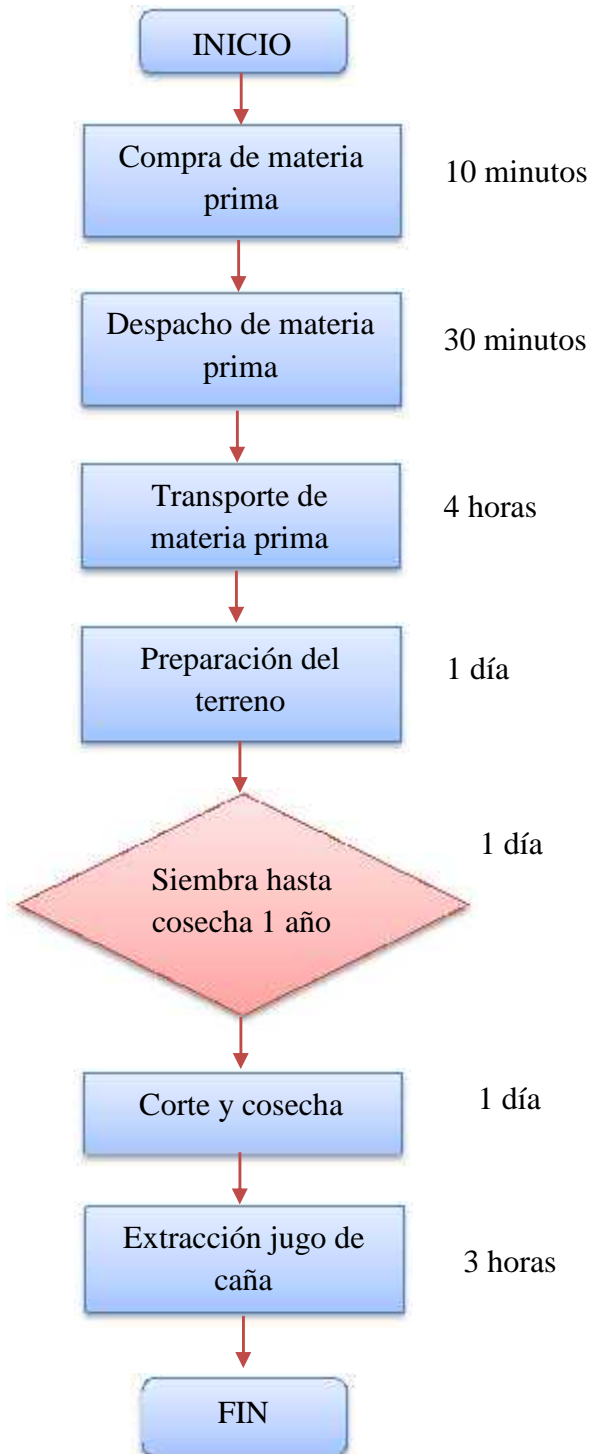 INICIO
Compra de materia
prima
10 minutos
Despacho de materia
prima
30 minutos
Transporte de
materia prima
4 horas
Preparación del
terreno
1 día
1 día
Siembra hasta
cosecha 1 año
Corte y cosecha
1 día
Extracción jugo de
caña
3 horas
FIN